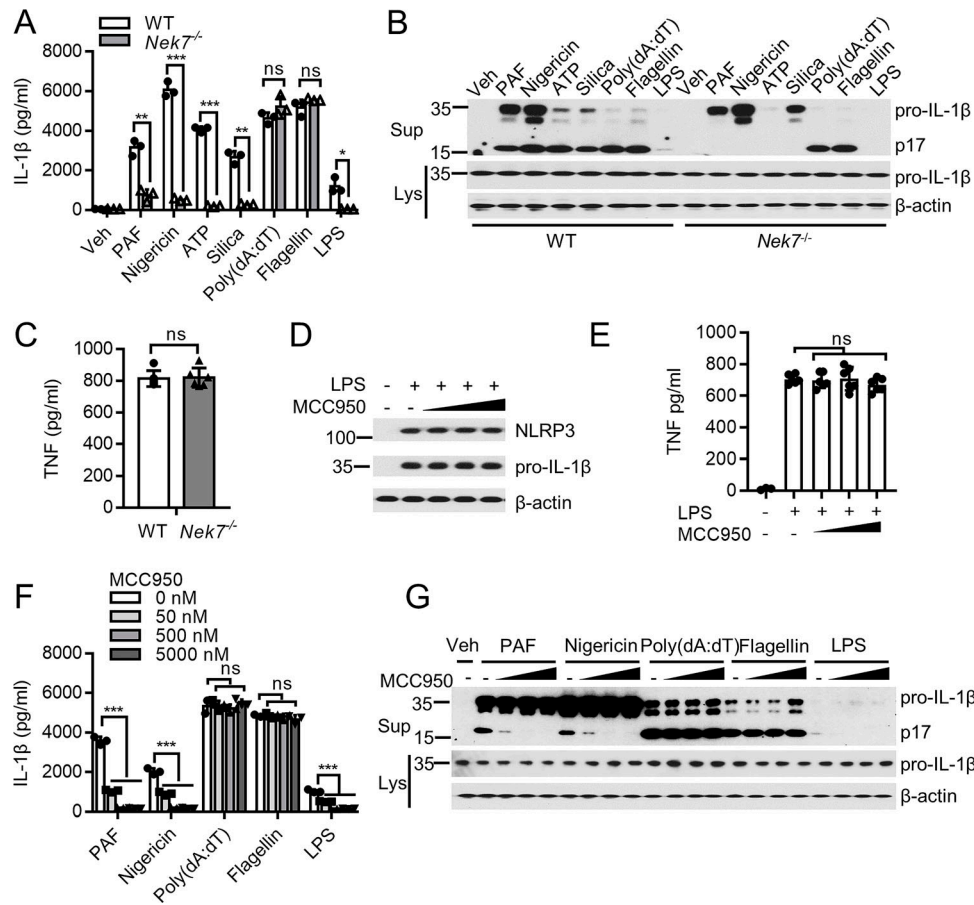 A
WT
Nek7-/-
IL-1β (pg/ml)
8000
6000
4000
2000
0
** *** *** ** ns ns *
Veh PAF Nigericin ATP Silica Poly(dA:dT) Flagellin LPS
B
Veh PAF Nigericin ATP Silica Poly(dA:dT) Flagellin LPS Veh PAF Nigericin ATP Silica Poly(dA:dT) Flagellin LPS
Sup
35 pro-IL-1β
15 p17
Lys
35 pro-IL-1β
β-actin
WT Nek7-/-
C
TNF (pg/ml)
1000
800
600
400
200
0
ns
WT Nek7-/-
D
LPS - + + + +
MCC950 - -
100 NLRP3
35 pro-IL-1β
β-actin
E
TNF pg/ml
1000
800
600
400
200
0
ns
LPS - + + + +
MCC950 - -
F
MCC950
0 nM
50 nM
500 nM
5000 nM
IL-1β (pg/ml)
8000
6000
4000
2000
0
*** *** ns ns ***
PAF Nigericin Poly(dA:dT) Flagellin LPS
G
Veh PAF Nigericin Poly(dA:dT) Flagellin LPS
MCC950 - - - - - -
Sup
35 pro-IL-1β
15 p17
Lys
35 pro-IL-1β
β-actin